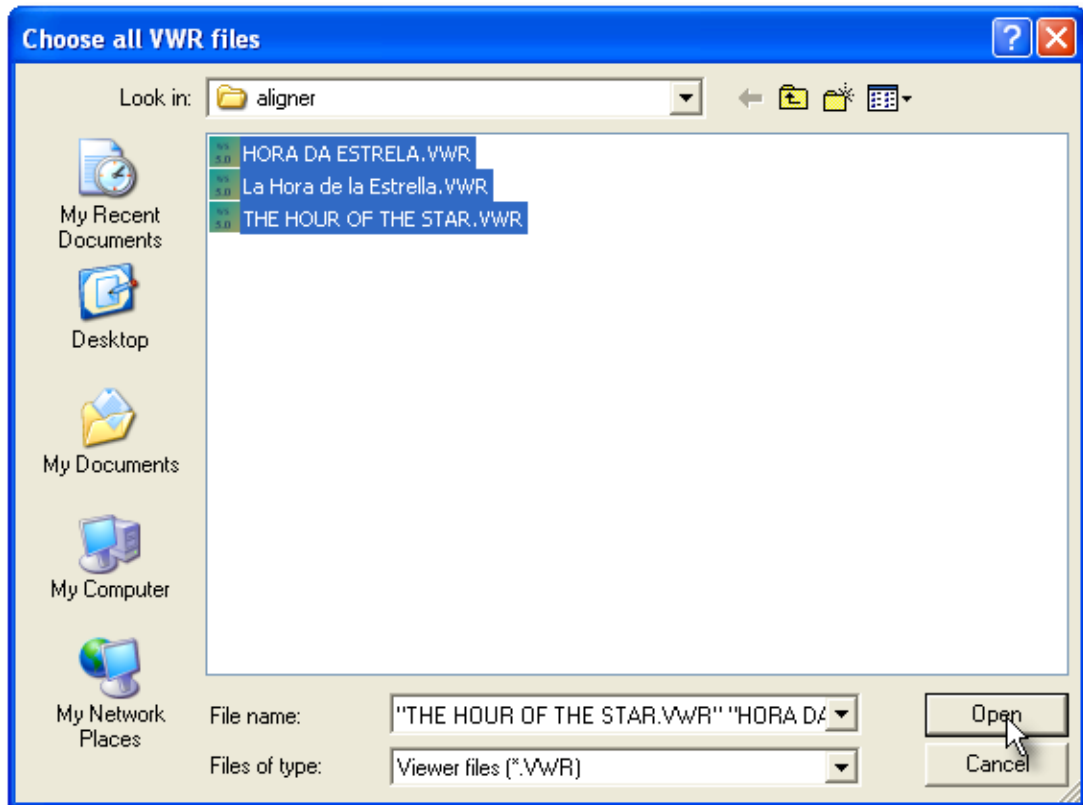 Choose all VWR files
Look in: aligner
HORA DA ESTRELA.VWR
La Hora de la Estrella.VWR
THE HOUR OF THE STAR.VWR
My Recent
Documents
Desktop
My Documents
My Computer
My Network
Places
File name: "THE HOUR OF THE STAR.VWR" "HORA DA
Open
Files of type: Viewer files (*.VWR)
Cancel